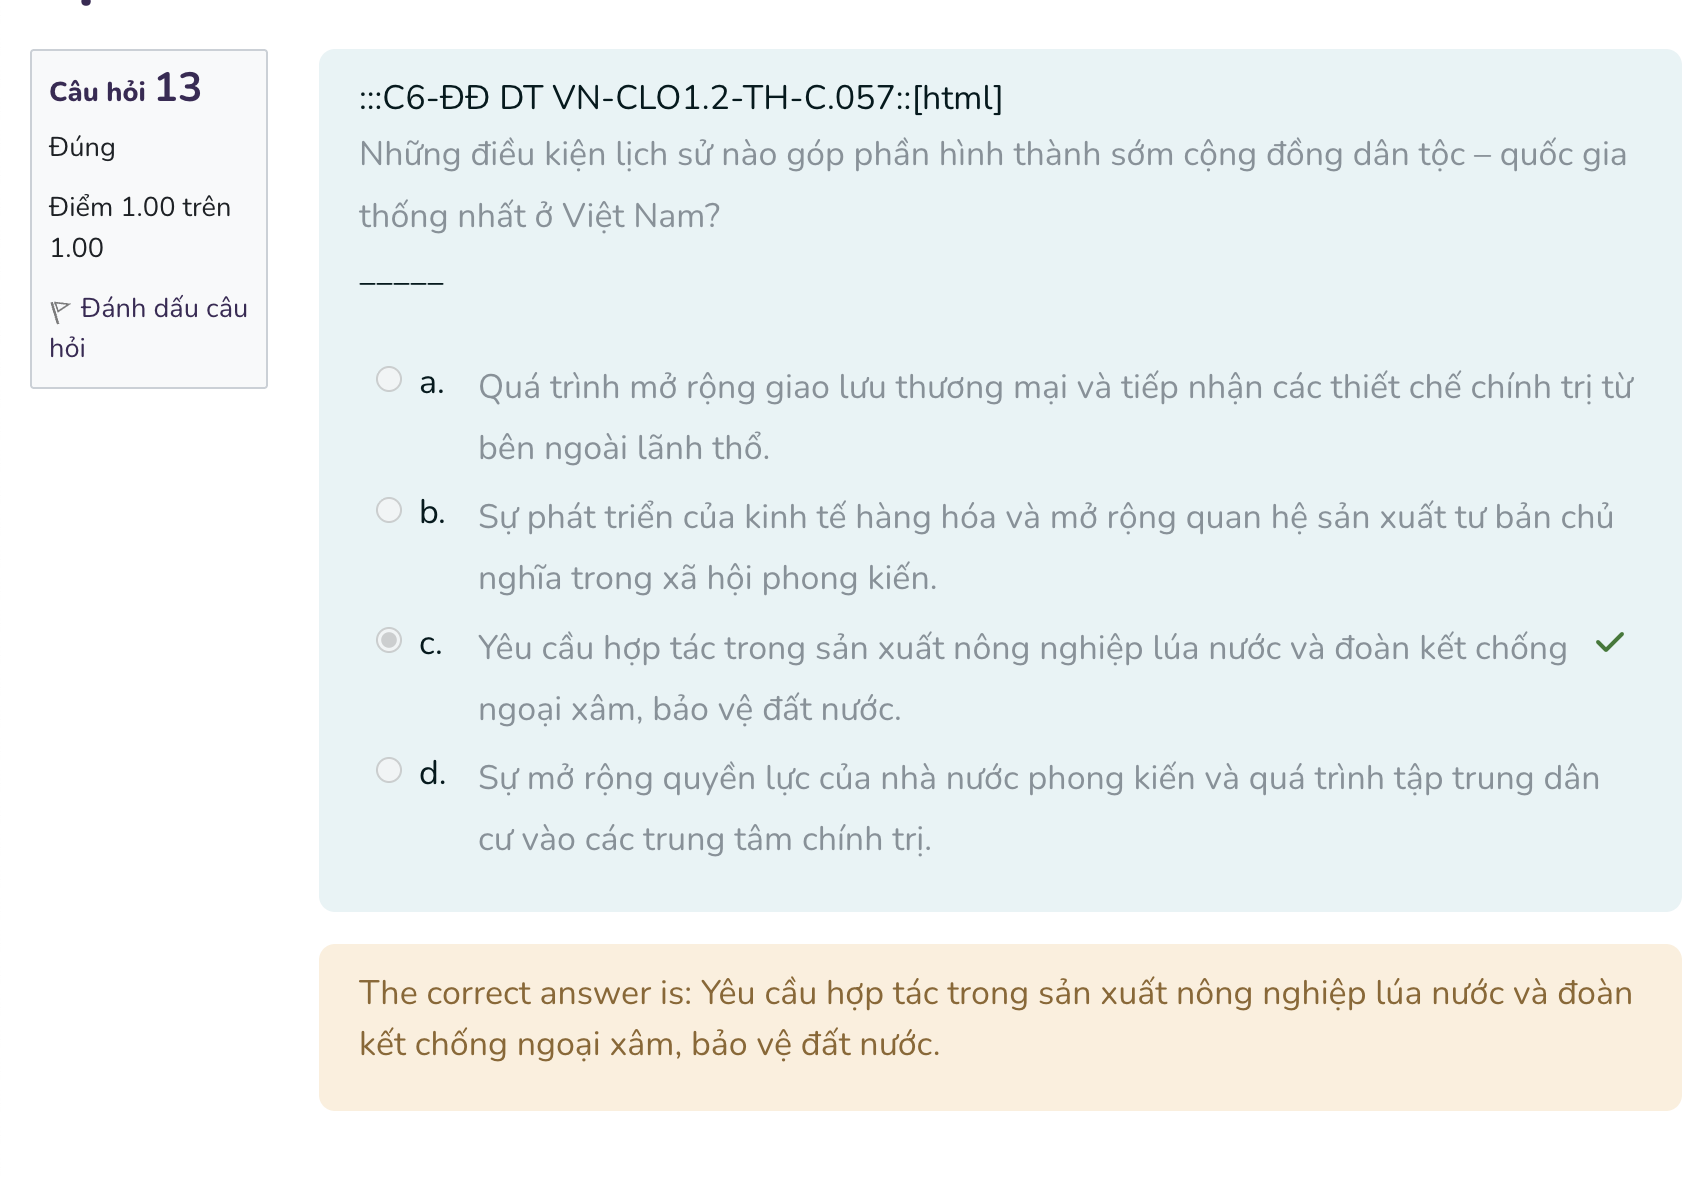 Câu hỏi 13
Đúng
Điểm 1.00 trên
1.00
Đánh dấu câu
hỏi
:::C6-ĐĐ DT VN-CLO1.2-TH-C.057::[html]
Những điều kiện lịch sử nào góp phần hình thành sớm cộng đồng dân tộc – quốc gia
thống nhất ở Việt Nam?
_____
a. Quá trình mở rộng giao lưu thương mại và tiếp nhận các thiết chế chính trị từ
bên ngoài lãnh thổ.
b. Sự phát triển của kinh tế hàng hóa và mở rộng quan hệ sản xuất tư bản chủ
nghĩa trong xã hội phong kiến.
c. Yêu cầu hợp tác trong sản xuất nông nghiệp lúa nước và đoàn kết chống
ngoại xâm, bảo vệ đất nước.
d. Sự mở rộng quyền lực của nhà nước phong kiến và quá trình tập trung dân
cư vào các trung tâm chính trị.
The correct answer is: Yêu cầu hợp tác trong sản xuất nông nghiệp lúa nước và đoàn
kết chống ngoại xâm, bảo vệ đất nước.